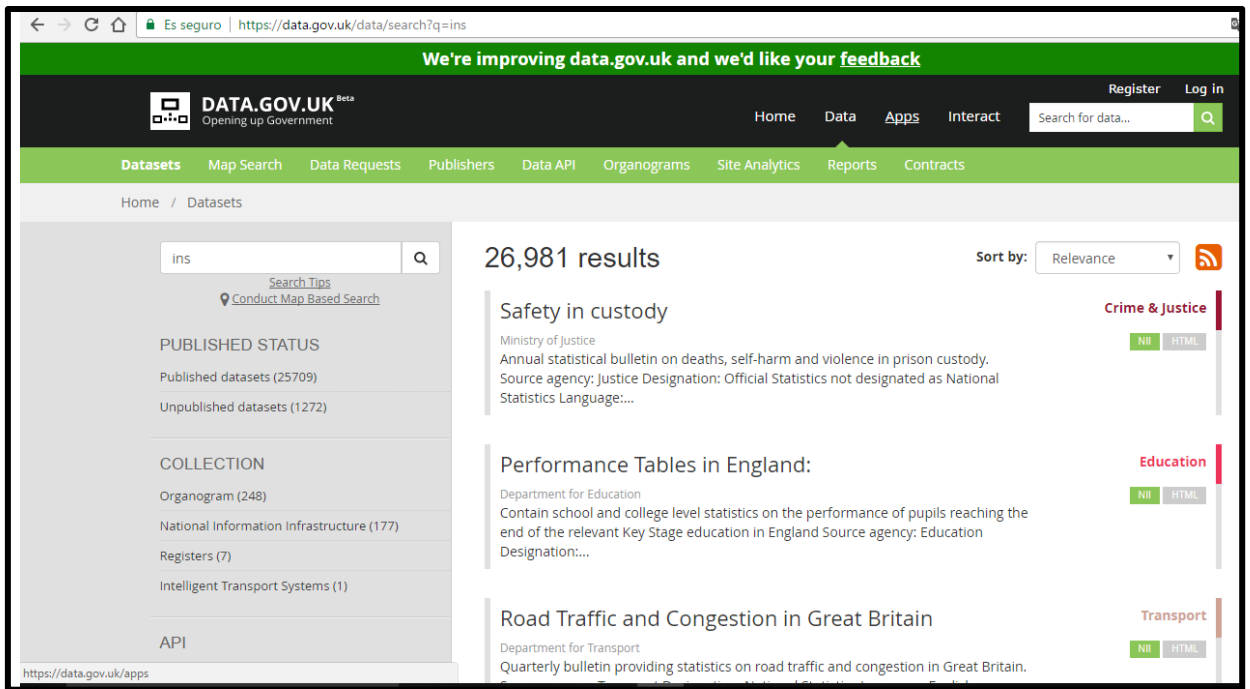 Es seguro | https://data.gov.uk/data/search?q=ins
We're improving data.gov.uk and we'd like your feedback
Register Log in
DATA.GOV.UK Beta
Opening up Government
Home Data Apps Interact Search for data...
Datasets Map Search Data Requests Publishers Data API Organograms Site Analytics Reports Contracts
Home / Datasets
ins
Search Tips
Conduct Map Based Search
PUBLISHED STATUS
Published datasets (25709)
Unpublished datasets (1272)
COLLECTION
Organogram (248)
National Information Infrastructure (177)
Registers (7)
Intelligent Transport Systems (1)
API
https://data.gov.uk/apps
26,981 results
Sort by: Relevance
Safety in custody
Crime & Justice
Ministry of Justice
NII HTML
Annual statistical bulletin on deaths, self-harm and violence in prison custody.
Source agency: Justice Designation: Official Statistics not designated as National
Statistics Language:...
Performance Tables in England:
Education
Department for Education
NII HTML
Contain school and college level statistics on the performance of pupils reaching the
end of the relevant Key Stage education in England Source agency: Education
Designation:...
Road Traffic and Congestion in Great Britain
Transport
Department for Transport
NII HTML
Quarterly bulletin providing statistics on road traffic and congestion in Great Britain.